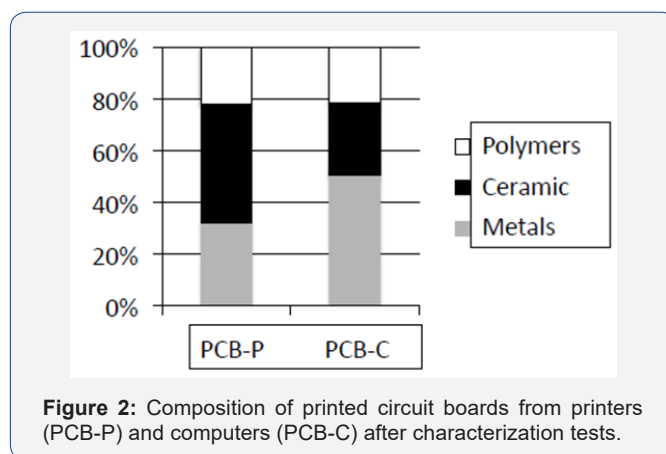 100%
80%
60%
40%
20%
0%
Polymers
Ceramic
Metals
PCB-P PCB-C
Figure 2: Composition of printed circuit boards from printers
(PCB-P) and computers (PCB-C) after characterization tests.